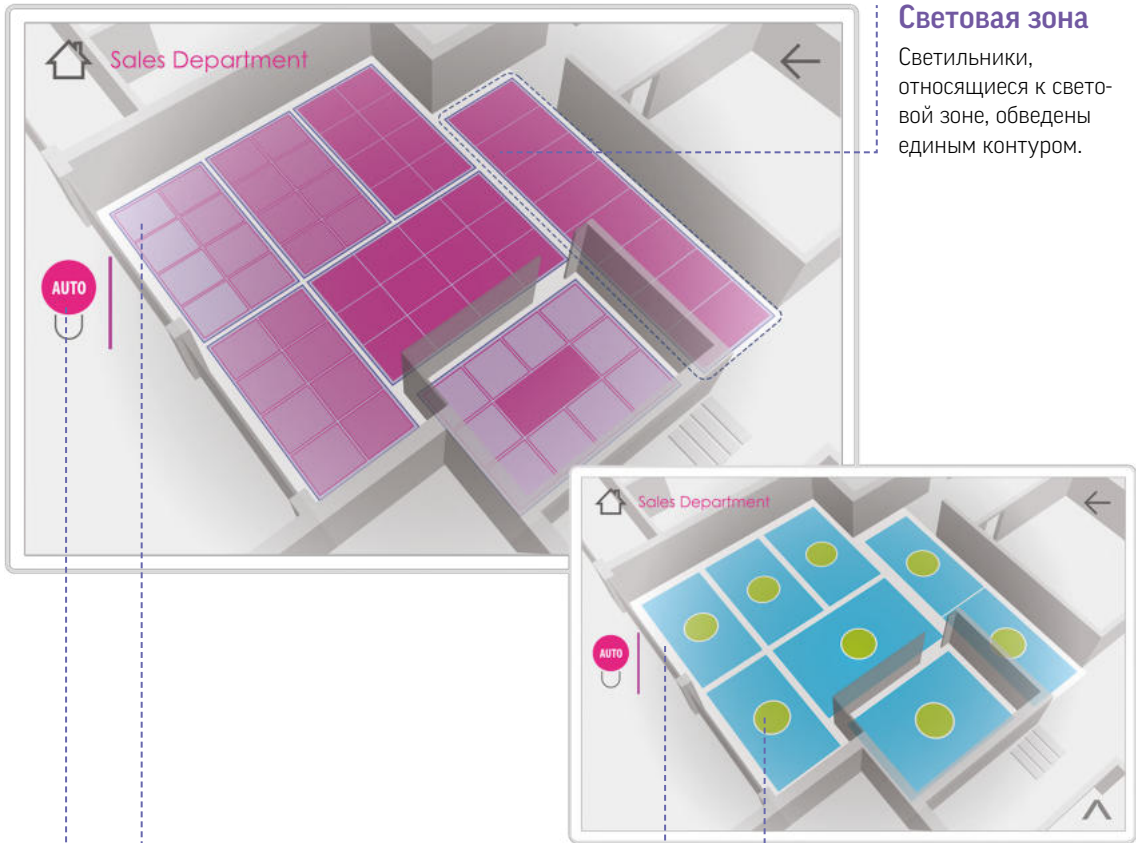 Световая зона
Светильники,
относящиеся к свето-
вой зоне, обведены
единым контуром.
Sales Department
AUTO
Sales Department
AUTO